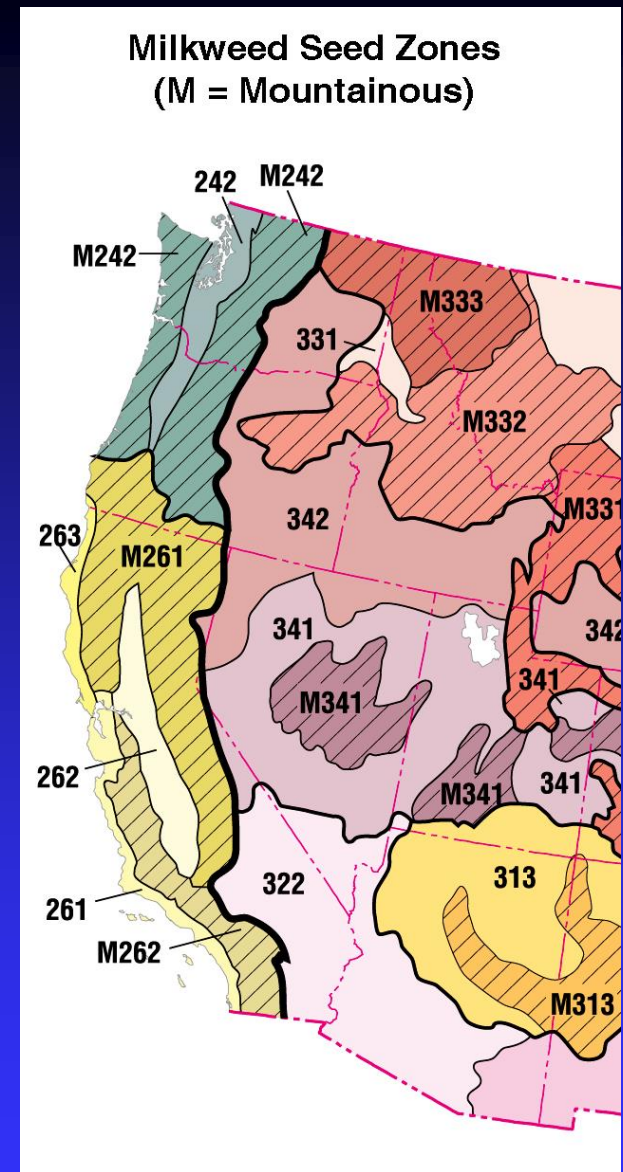 Milkweed Seed Zones
(M = Mountainous)
242
M242
M242
M333
331
M332
M331
263
M261
342
342
341
M341
341
262
M341
341
322
313
261
M262
M313